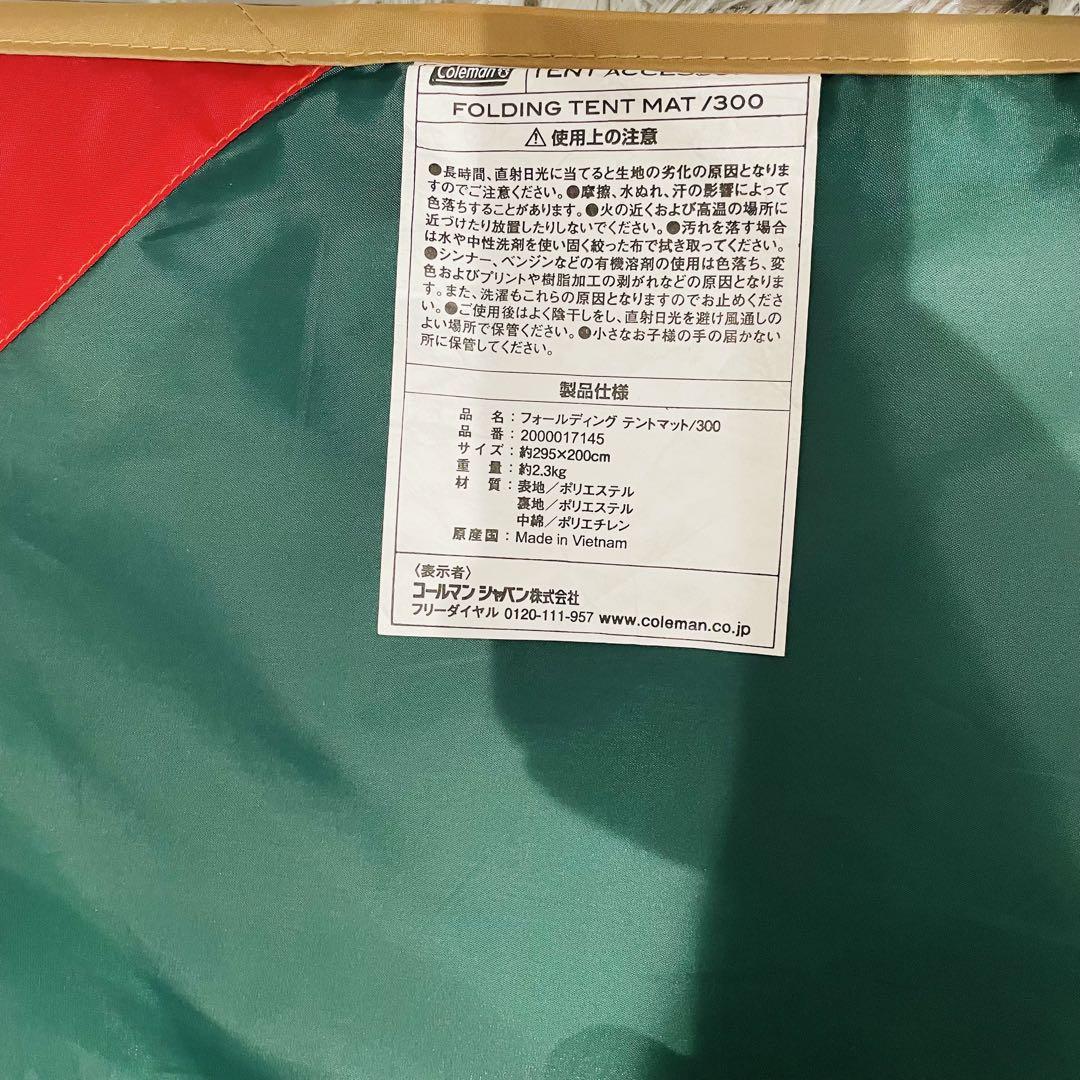 Coleman
TENT ACCESSO
FOLDING TENT MAT /300
⚠使用上の注意
●長時間、直射日光に当てると生地の劣化の原因となりま
すのでご注意ください。●摩擦、水ぬれ、汗の影響によって
色落ちすることがあります。●火の近くおよび高温の場所に
近づけたり放置したりしないでください。●汚れを落す場合
は水や中性洗剤を使い固く絞った布で拭き取ってください。
●シンナー、ベンジンなどの有機溶剤の使用は色落ち、変
色およびプリントや樹脂加工の剥がれなどの原因となりま
す。また、洗濯もこれらの原因となりますのでお止めくださ
い。●ご使用後はよく陰干しをし、直射日光を避け風通しの
よい場所で保管ください。●小さなお子様の手の届かない
所に保管してください。
製品仕様
品名：フォールディング テントマット/300
品番：2000017145
サイズ：約295×200cm
重量：約2.3kg
材質：表地／ポリエステル
裏地／ポリエステル
中綿／ポリエチレン
原産国：Made in Vietnam
〈表示者〉
コールマン ジャパン株式会社
フリーダイヤル 0120-111-957 www.coleman.co.jp